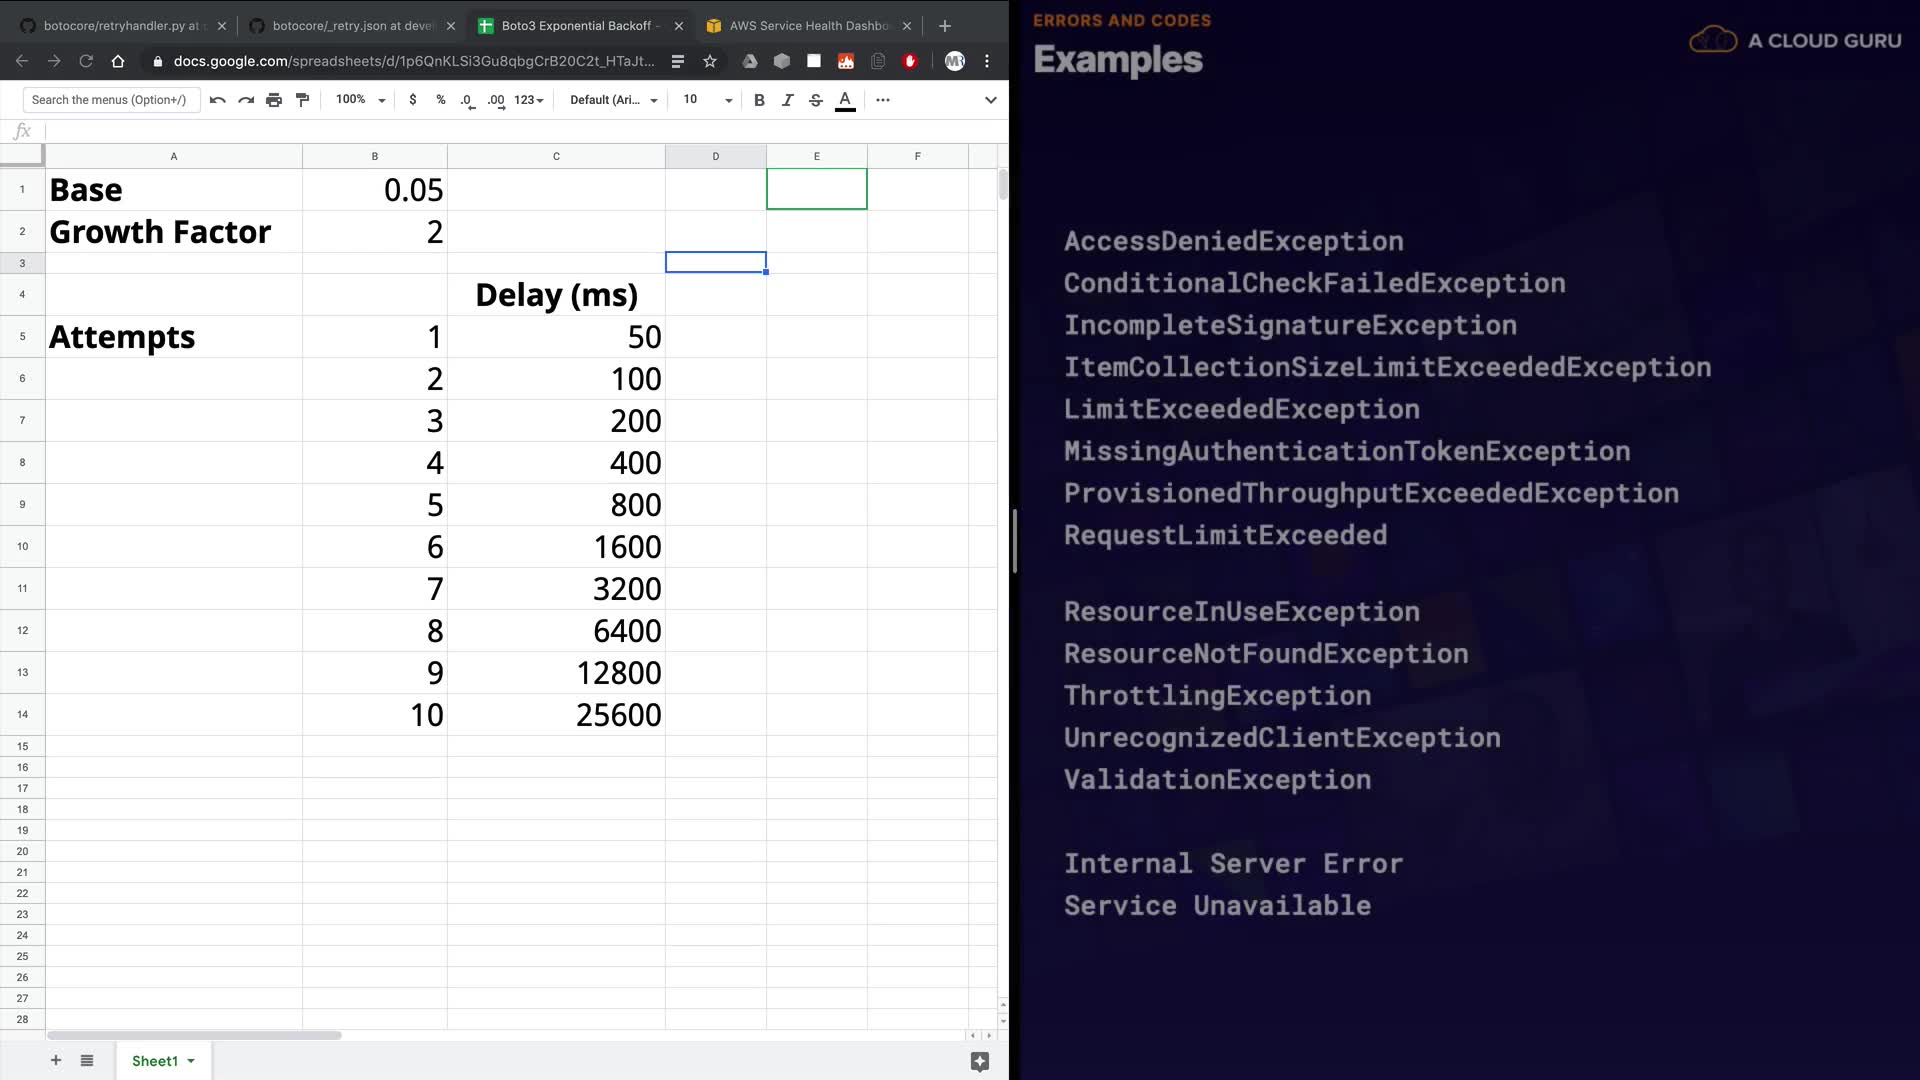 botocore/retryhandler.py at
botocore/_retry.json at deve
Boto3 Exponential Backoff -
AWS Service Health Dashbo
docs.google.com/spreadsheets/d/1p6QnKLSi3Gu8qbgCrB20C2t_HTaJt...
Search the menus (Option+/)
100%
$ % .0 .00 123
Default (Ari...
10
B I S A
fx
A B C D E F
1 Base 0.05
2 Growth Factor 2
3
4 Delay (ms)
5 Attempts 1 50
6 2 100
7 3 200
8 4 400
9 5 800
10 6 1600
11 7 3200
12 8 6400
13 9 12800
14 10 25600
15
16
17
18
19
20
21
22
23
24
25
26
27
28
Sheet1
ERRORS AND CODES
Examples
A CLOUD GURU
AccessDeniedException
ConditionalCheckFailedException
IncompleteSignatureException
ItemCollectionSizeLimitExceededException
LimitExceededException
MissingAuthenticationTokenException
ProvisionedThroughputExceededException
RequestLimitExceeded
ResourceInUseException
ResourceNotFoundException
ThrottlingException
UnrecognizedClientException
ValidationException
Internal Server Error
Service Unavailable